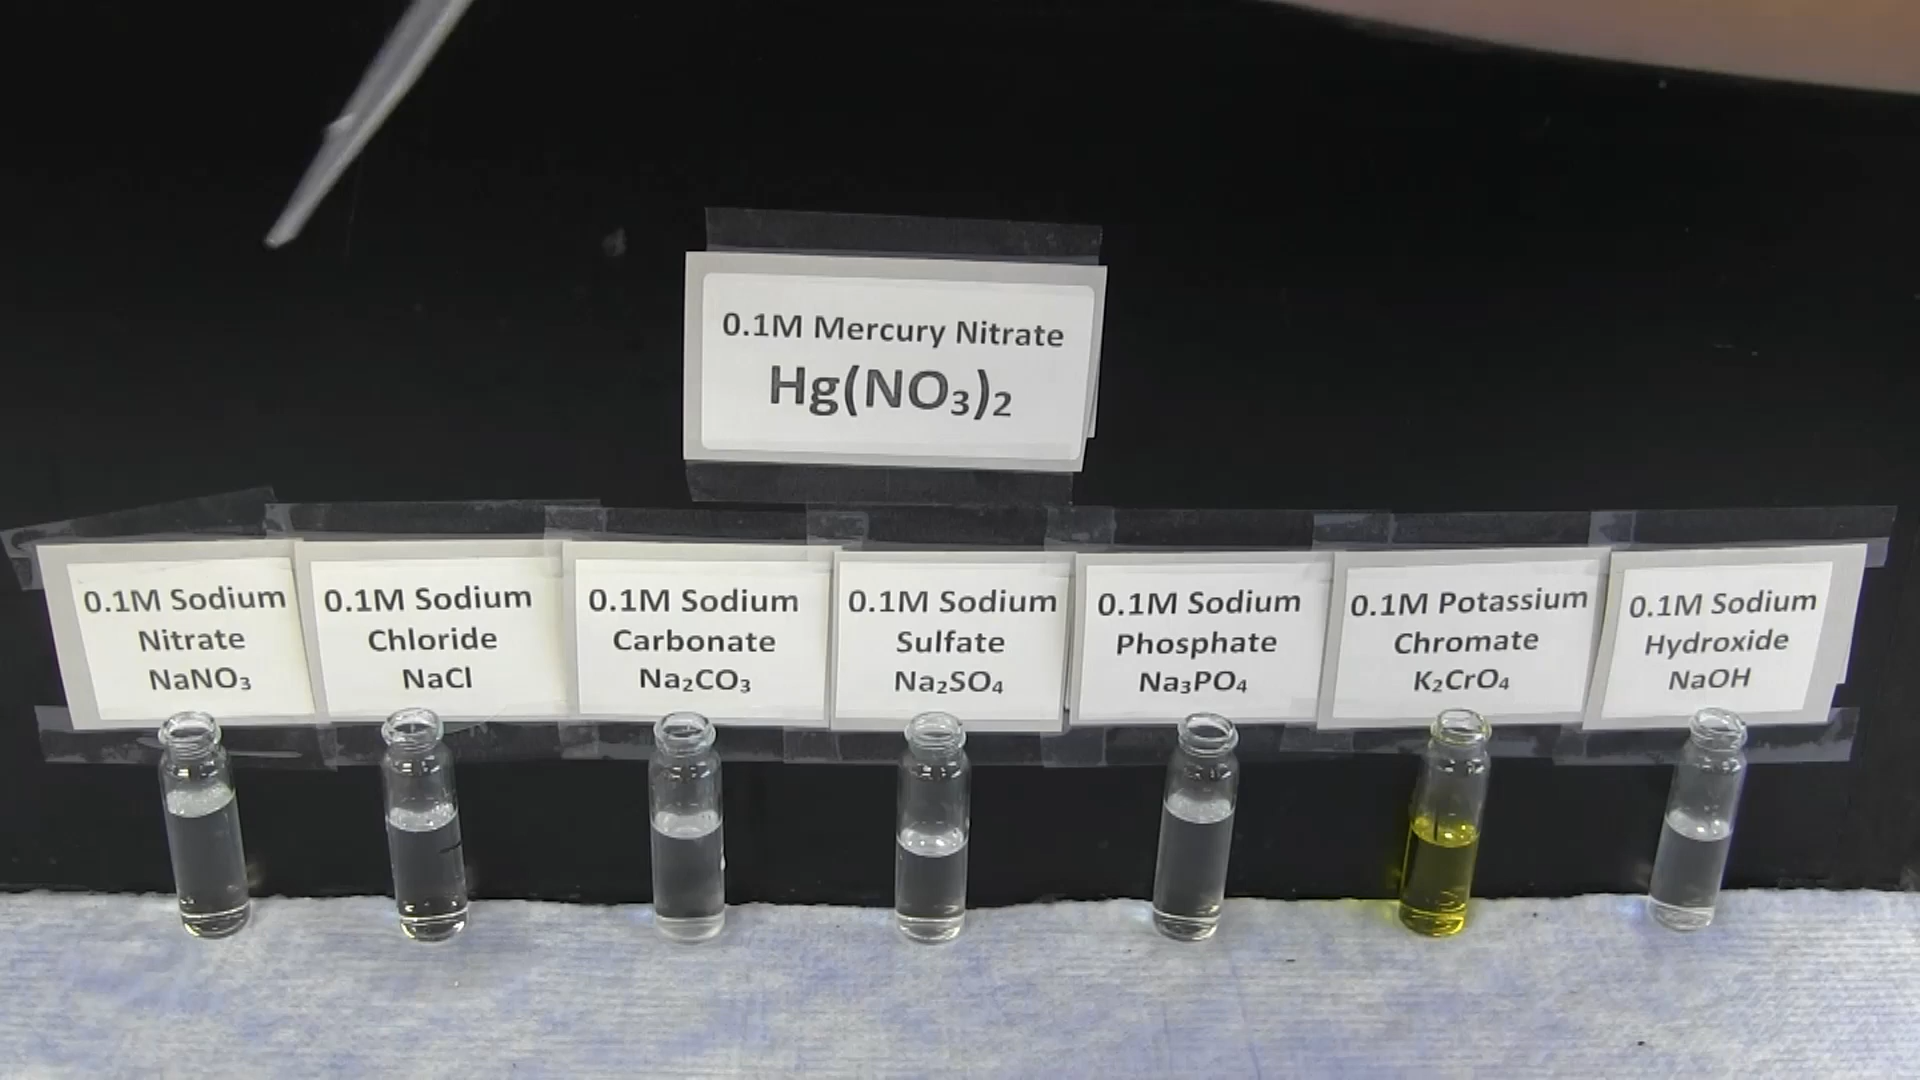 0.1M Mercury Nitrate
Hg(NO₃)₂
0.1M Sodium
Nitrate
NaNO₃
0.1M Sodium
Chloride
NaCl
0.1M Sodium
Carbonate
Na₂CO₃
0.1M Sodium
Sulfate
Na₂SO₄
0.1M Sodium
Phosphate
Na₃PO₄
0.1M Potassium
Chromate
K₂CrO₄
0.1M Sodium
Hydroxide
NaOH